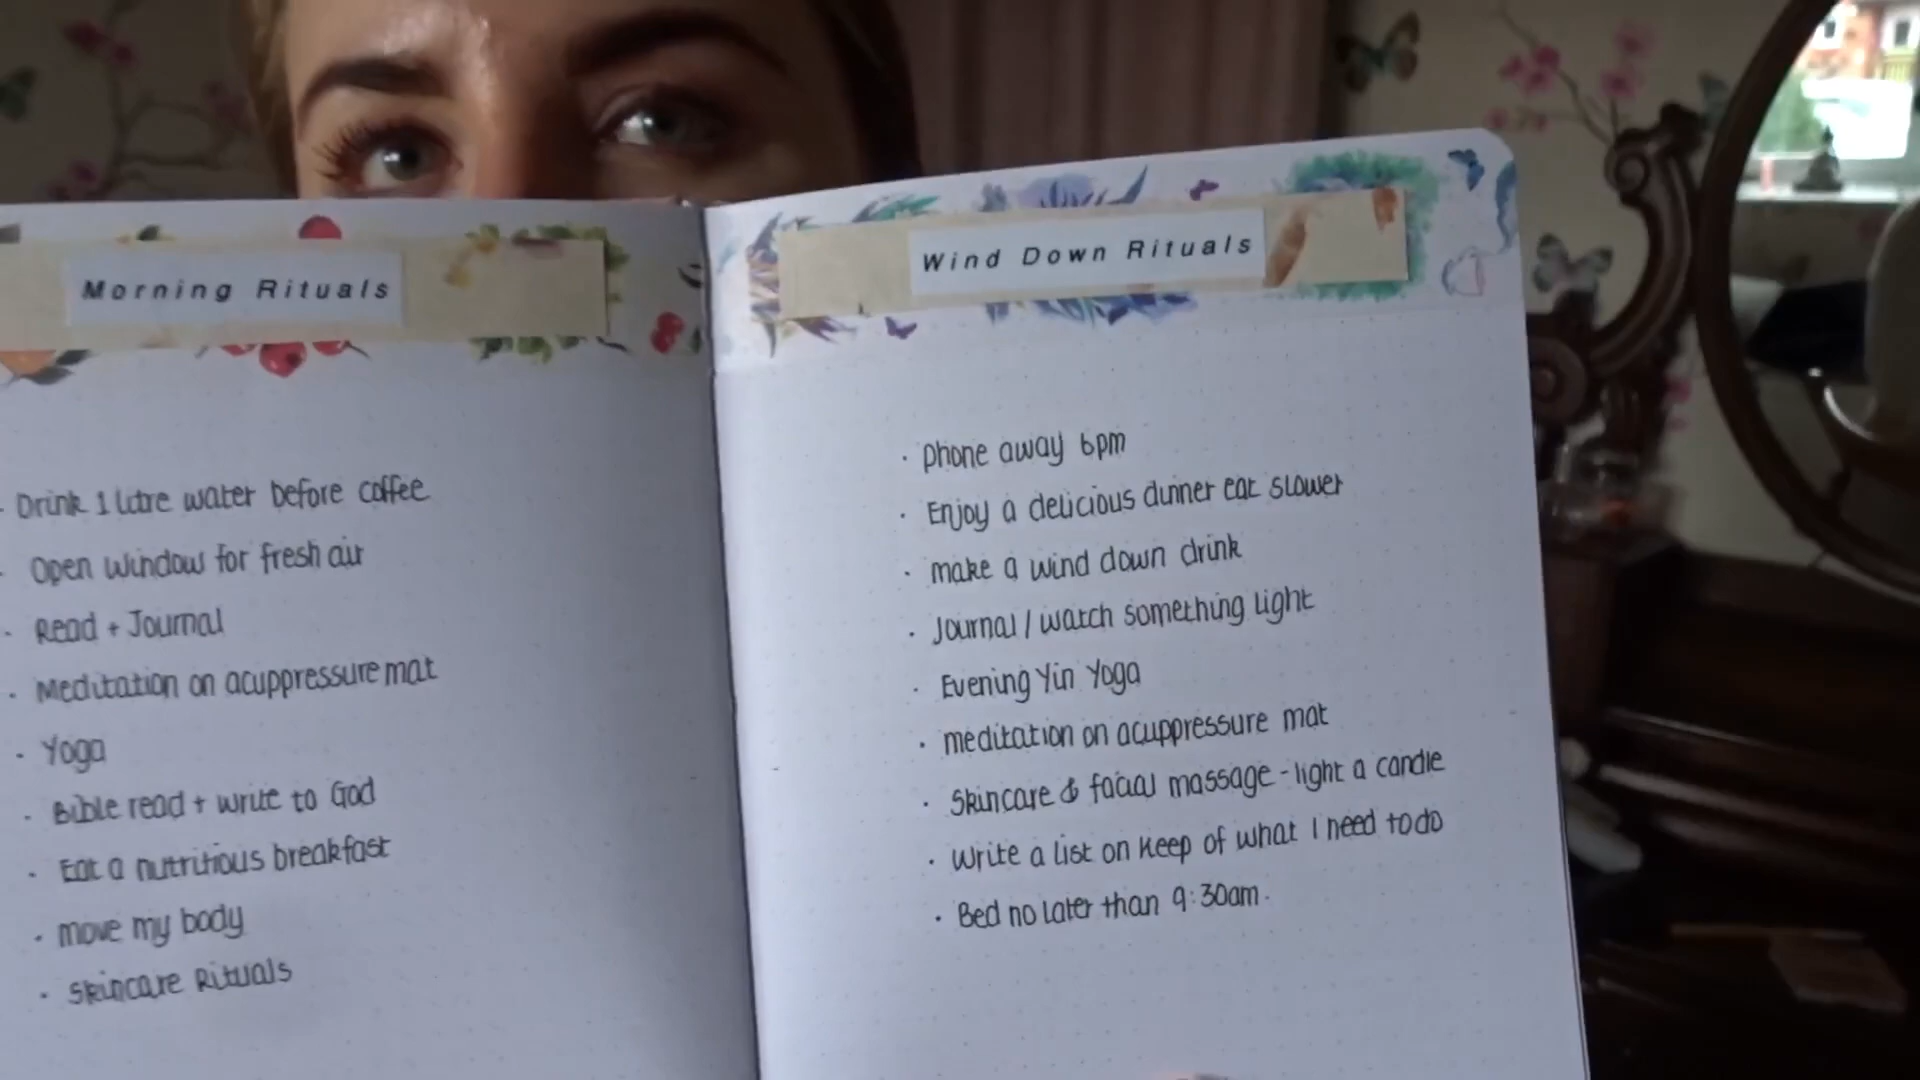 Morning Rituals
· Drink 1 litre water before coffee
· Open window for fresh air
· Read + Journal
· Meditation on acuppressure mat
· Yoga
· Bible read + write to God
· Eat a nutritious breakfast
· move my body
· Skincare Rituals
Wind Down Rituals
· Phone away 6pm
· Enjoy a delicious dinner eat slower
· make a wind down drink
· Journal / watch something light
· Evening Yin Yoga
· meditation on acuppressure mat
· Skincare & facial massage - light a candle
· Write a list on Keep of what I need to do
· Bed no later than 9:30am.